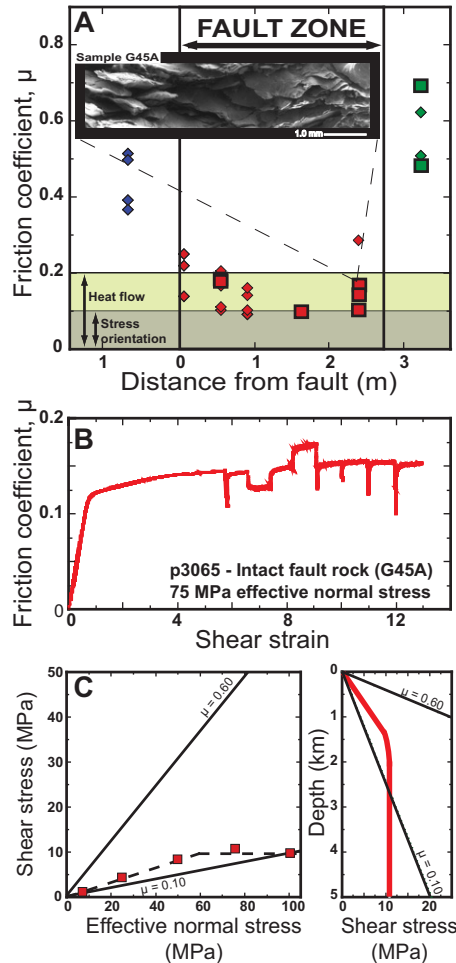 A
FAULT ZONE
Sample G45A
1.0 mm
Friction coefficient, μ
0.8
0.6
0.4
0.2
0
Heat flow
Stress
orientation
1 0 1 2 3
Distance from fault (m)
B
Friction coefficient, μ
0.2
0.1
0
p3065 - Intact fault rock (G45A)
75 MPa effective normal stress
0 4 8 12
Shear strain
C
Shear stress (MPa)
50
40
30
20
10
0
μ = 0.60
μ = 0.10
0 20 40 60 80 100
Effective normal stress
(MPa)
Depth (km)
0
1
2
3
4
5
μ = 0.60
μ = 0.10
0 10 20
Shear stress
(MPa)